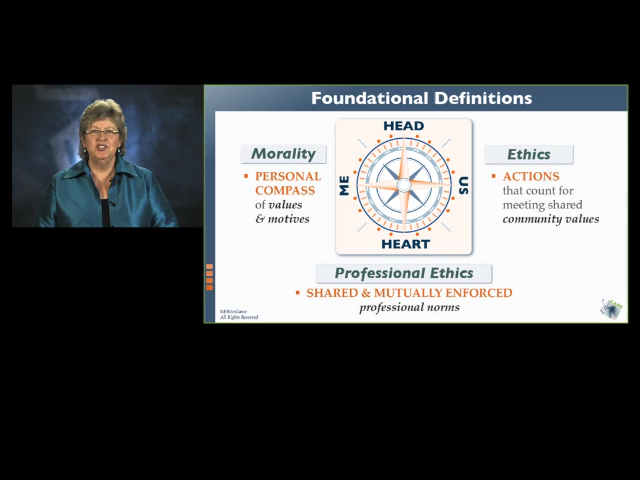 Foundational Definitions
HEAD
Morality
Ethics
▪ PERSONAL
COMPASS
of values
& motives
ME
US
▪ ACTIONS
that count for
meeting shared
community values
HEART
Professional Ethics
▪ SHARED & MUTUALLY ENFORCED
professional norms
©EthicsGame
All Rights Reserved